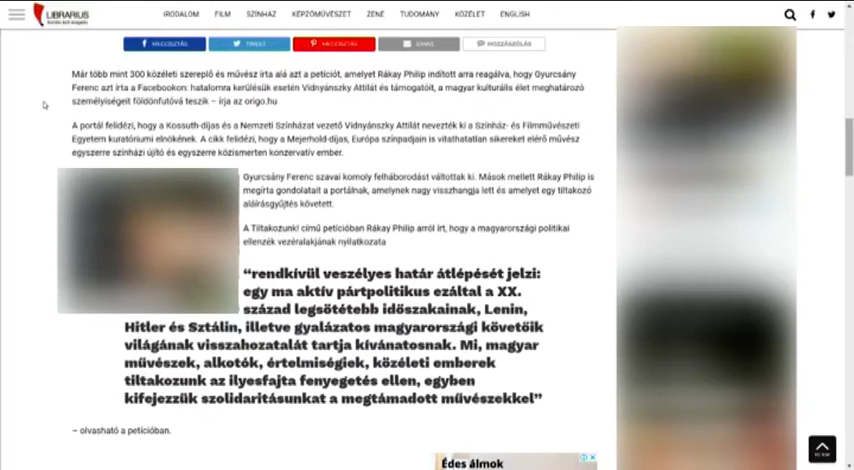 LIBRARIUS
IRODALOM FILM SZÍNHÁZ KÉPZŐMŰVÉSZET ZENE TUDOMÁNY KÖZÉLET ENGLISH
MEGOSZTÁS TWEET MEGOSZTÁS EMAIL HOZZÁSZÓLÁS
Már több mint 300 közéleti szereplő és művész írta alá azt a petíciót, amelyet Rákay Philip indított arra reagálva, hogy Gyurcsány
Ferenc azt írta a Facebookon: hatalomra kerülésük esetén Vidnyánszky Attilát és támogatóit, a magyar kulturális élet meghatározó
személyiségeit földönfutóvá teszik – írja az origo.hu
A portál felidézi, hogy a Kossuth-díjas és a Nemzeti Színházat vezető Vidnyánszky Attilát nevezték ki a Színház- és Filmművészeti
Egyetem kuratóriumi elnökének. A cikk felidézi, hogy a Mejerhold-díjas, Európa színpadjain is vitathatatlan sikereket elérő művész
egyszerre színházi újító és egyszerre közismerten konzervatív ember.
Gyurcsány Ferenc szavai komoly felháborodást váltottak ki. Mások mellett Rákay Philip is
megírta gondolatait a portálnak, amelynek nagy visszhangja lett és amelyet egy tiltakozó
aláírásgyűjtés követett.
A Tiltakozunk! című petícióban Rákay Philip arról írt, hogy a magyarországi politikai
ellenzék vezéralakjának nyilatkozata
“rendkívül veszélyes határ átlépését jelzi:
egy ma aktív pártpolitikus ezáltal a XX.
század legsötétebb időszakainak, Lenin,
Hitler és Sztálin, illetve gyalázatos magyarországi követőik
világának visszahozatalát tartja kívánatosnak. Mi, magyar
művészek, alkotók, értelmiségiek, közéleti emberek
tiltakozunk az ilyesfajta fenyegetés ellen, egyben
kifejezzük szolidaritásunkat a megtámadott művészekkel”
– olvasható a petícióban.
Édes álmok
TO TOP